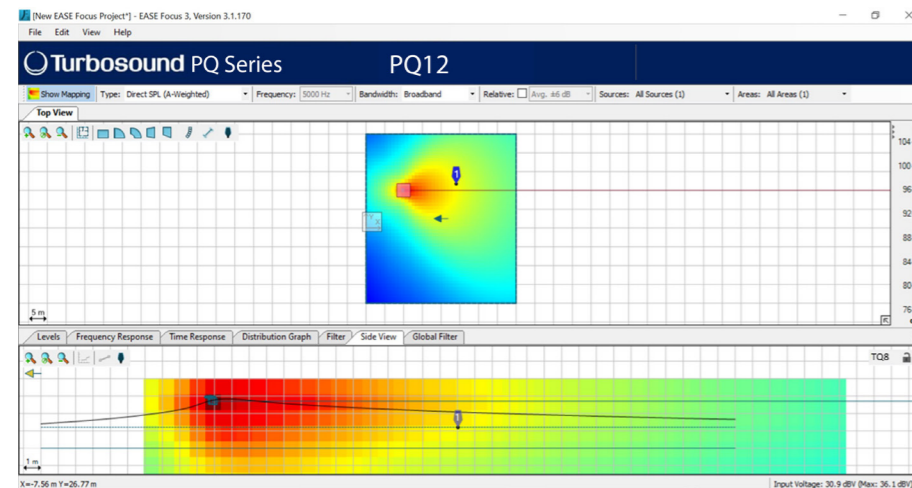 [New EASE Focus Project*] - EASE Focus 3, Version 3.1.170
File Edit View Help
Turbosound PQ Series
PQ12
Show Mapping Type: Direct SPL (A-Weighted) Frequency: 5000 Hz Bandwidth: Broadband Relative: Avg. ±6 dB Sources: All Sources (1) Areas: All Areas (1)
Top View
104
100
96
92
88
84
80
76
1
5 m
Levels Frequency Response Time Response Distribution Graph Filter Side View Global Filter
TQ8
1
1 m
X=-7.56 m Y=26.77 m
Input Voltage: 30.9 dBV (Max: 36.1 dBV)